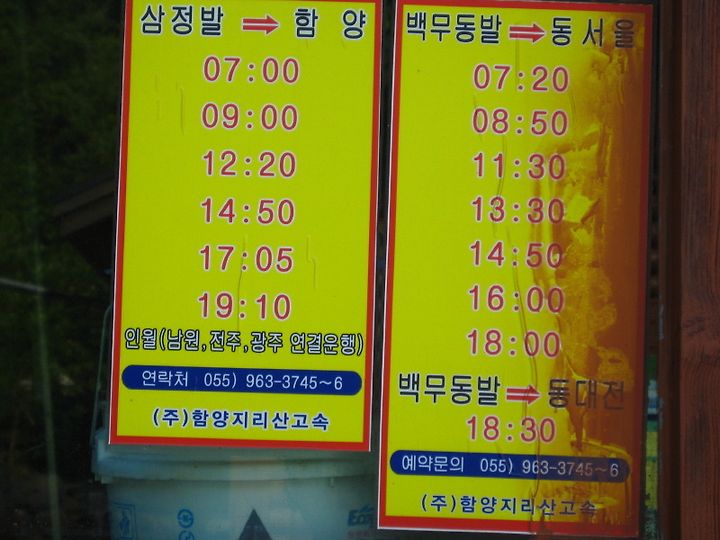 삼정발 ⇒ 함 양
07:00
09:00
12:20
14:50
17:05
19:10
인월(남원,전주,광주 연결운행)
연락처 055) 963-3745~6
(주)함양지리산고속
백무동발 ⇒ 동서울
07:20
08:50
11:30
13:30
14:50
16:00
18:00
백무동발 ⇒ 동대전
18:30
예약문의 055) 963-3745~6
(주)함양지리산고속